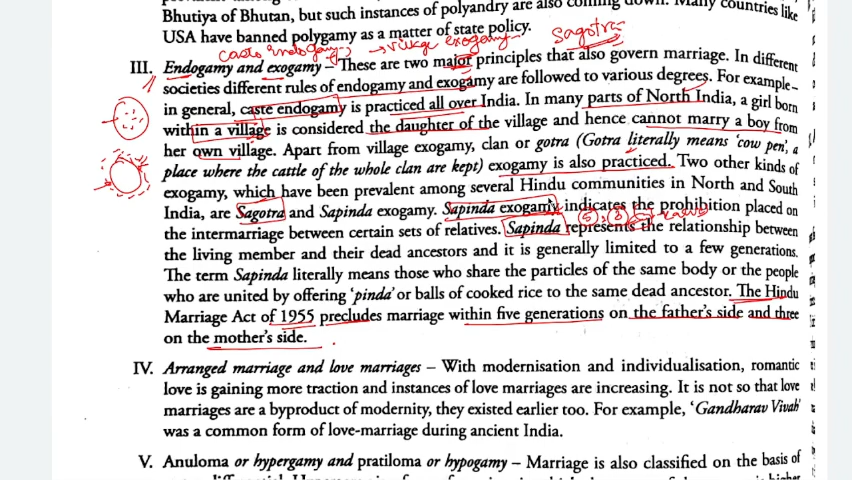 Bhutiya of Bhutan, but such instances of polyandry are also coming down. Many countries like
USA have banned polygamy as a matter of state policy.
caste endogamy → village exogamy Sagotra
III. Endogamy and exogamy – These are two major principles that also govern marriage. In different
societies different rules of endogamy and exogamy are followed to various degrees. For example –
in general, caste endogamy is practiced all over India. In many parts of North India, a girl born
within a village is considered the daughter of the village and hence cannot marry a boy from
her own village. Apart from village exogamy, clan or gotra (Gotra literally means 'cow pen', a
place where the cattle of the whole clan are kept) exogamy is also practiced. Two other kinds of
exogamy, which have been prevalent among several Hindu communities in North and South
India, are Sagotra and Sapinda exogamy. Sapinda exogamy indicates the prohibition placed on
the intermarriage between certain sets of relatives. Sapinda represents the relationship between
the living member and their dead ancestors and it is generally limited to a few generations.
The term Sapinda literally means those who share the particles of the same body or the people
who are united by offering 'pinda' or balls of cooked rice to the same dead ancestor. The Hindu
Marriage Act of 1955 precludes marriage within five generations on the father's side and three
on the mother's side.
IV. Arranged marriage and love marriages – With modernisation and individualisation, romantic
love is gaining more traction and instances of love marriages are increasing. It is not so that love
marriages are a byproduct of modernity, they existed earlier too. For example, 'Gandharav Vivah'
was a common form of love-marriage during ancient India.
V. Anuloma or hypergamy and pratiloma or hypogamy – Marriage is also classified on the basis of